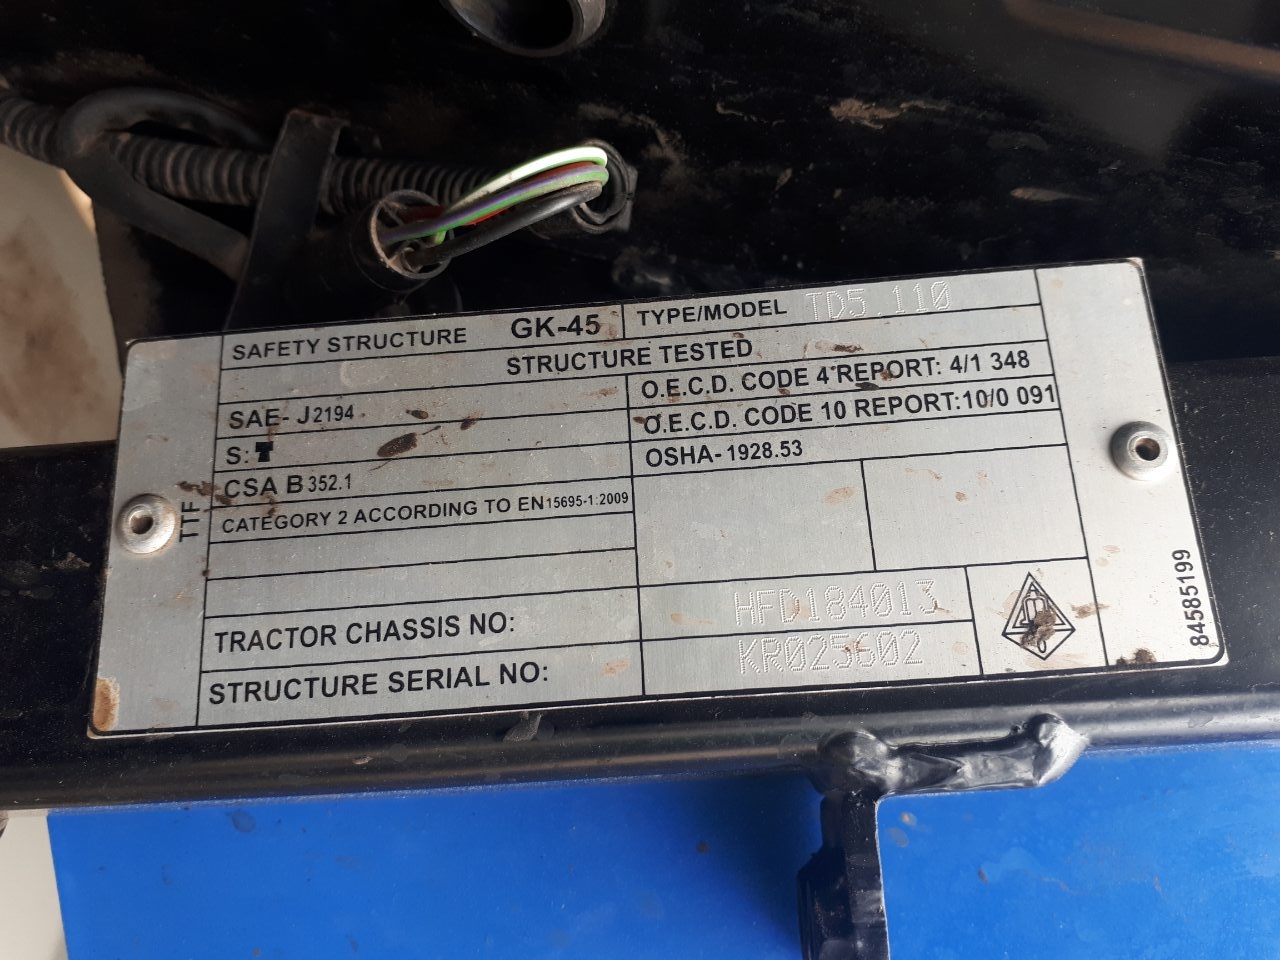 SAFETY STRUCTURE GK-45 TYPE/MODEL TD5.110
STRUCTURE TESTED
SAE- J2194 O.E.C.D. CODE 4 REPORT: 4/1 348
S: O.E.C.D. CODE 10 REPORT:10/0 091
CSA B352.1 OSHA-1928.53
CATEGORY 2 ACCORDING TO EN15695-1:2009
TRACTOR CHASSIS NO: HFD184013
STRUCTURE SERIAL NO: KR025602
TTF
84585199